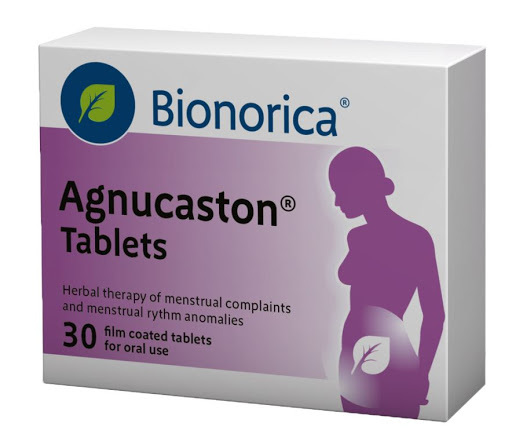 Bionorica®
Agnucaston®
Tablets
Herbal therapy of menstrual complaints
and menstrual rythm anomalies
30 film coated tablets
for oral use